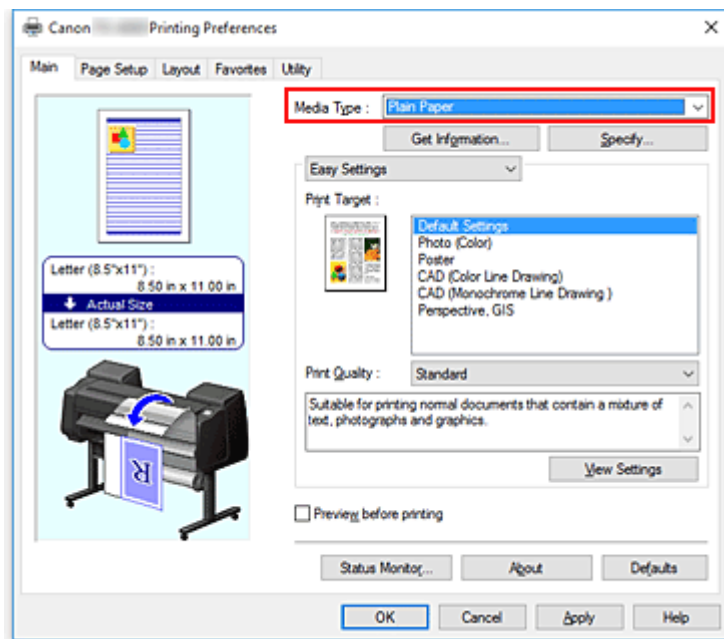 Canon Printing Preferences
Main Page Setup Layout Favorites Utility
Media Type : Plain Paper
Get Information... Specify...
Easy Settings
Print Target :
Default Settings
Photo (Color)
Poster
CAD (Color Line Drawing)
CAD (Monochrome Line Drawing )
Perspective, GIS
Letter (8.5"x11") :
8.50 in x 11.00 in
Actual Size
Letter (8.5"x11") :
8.50 in x 11.00 in
R
Print Quality : Standard
Suitable for printing normal documents that contain a mixture of
text, photographs and graphics.
View Settings
Preview before printing
Status Monitor... About Defaults
OK Cancel Apply Help